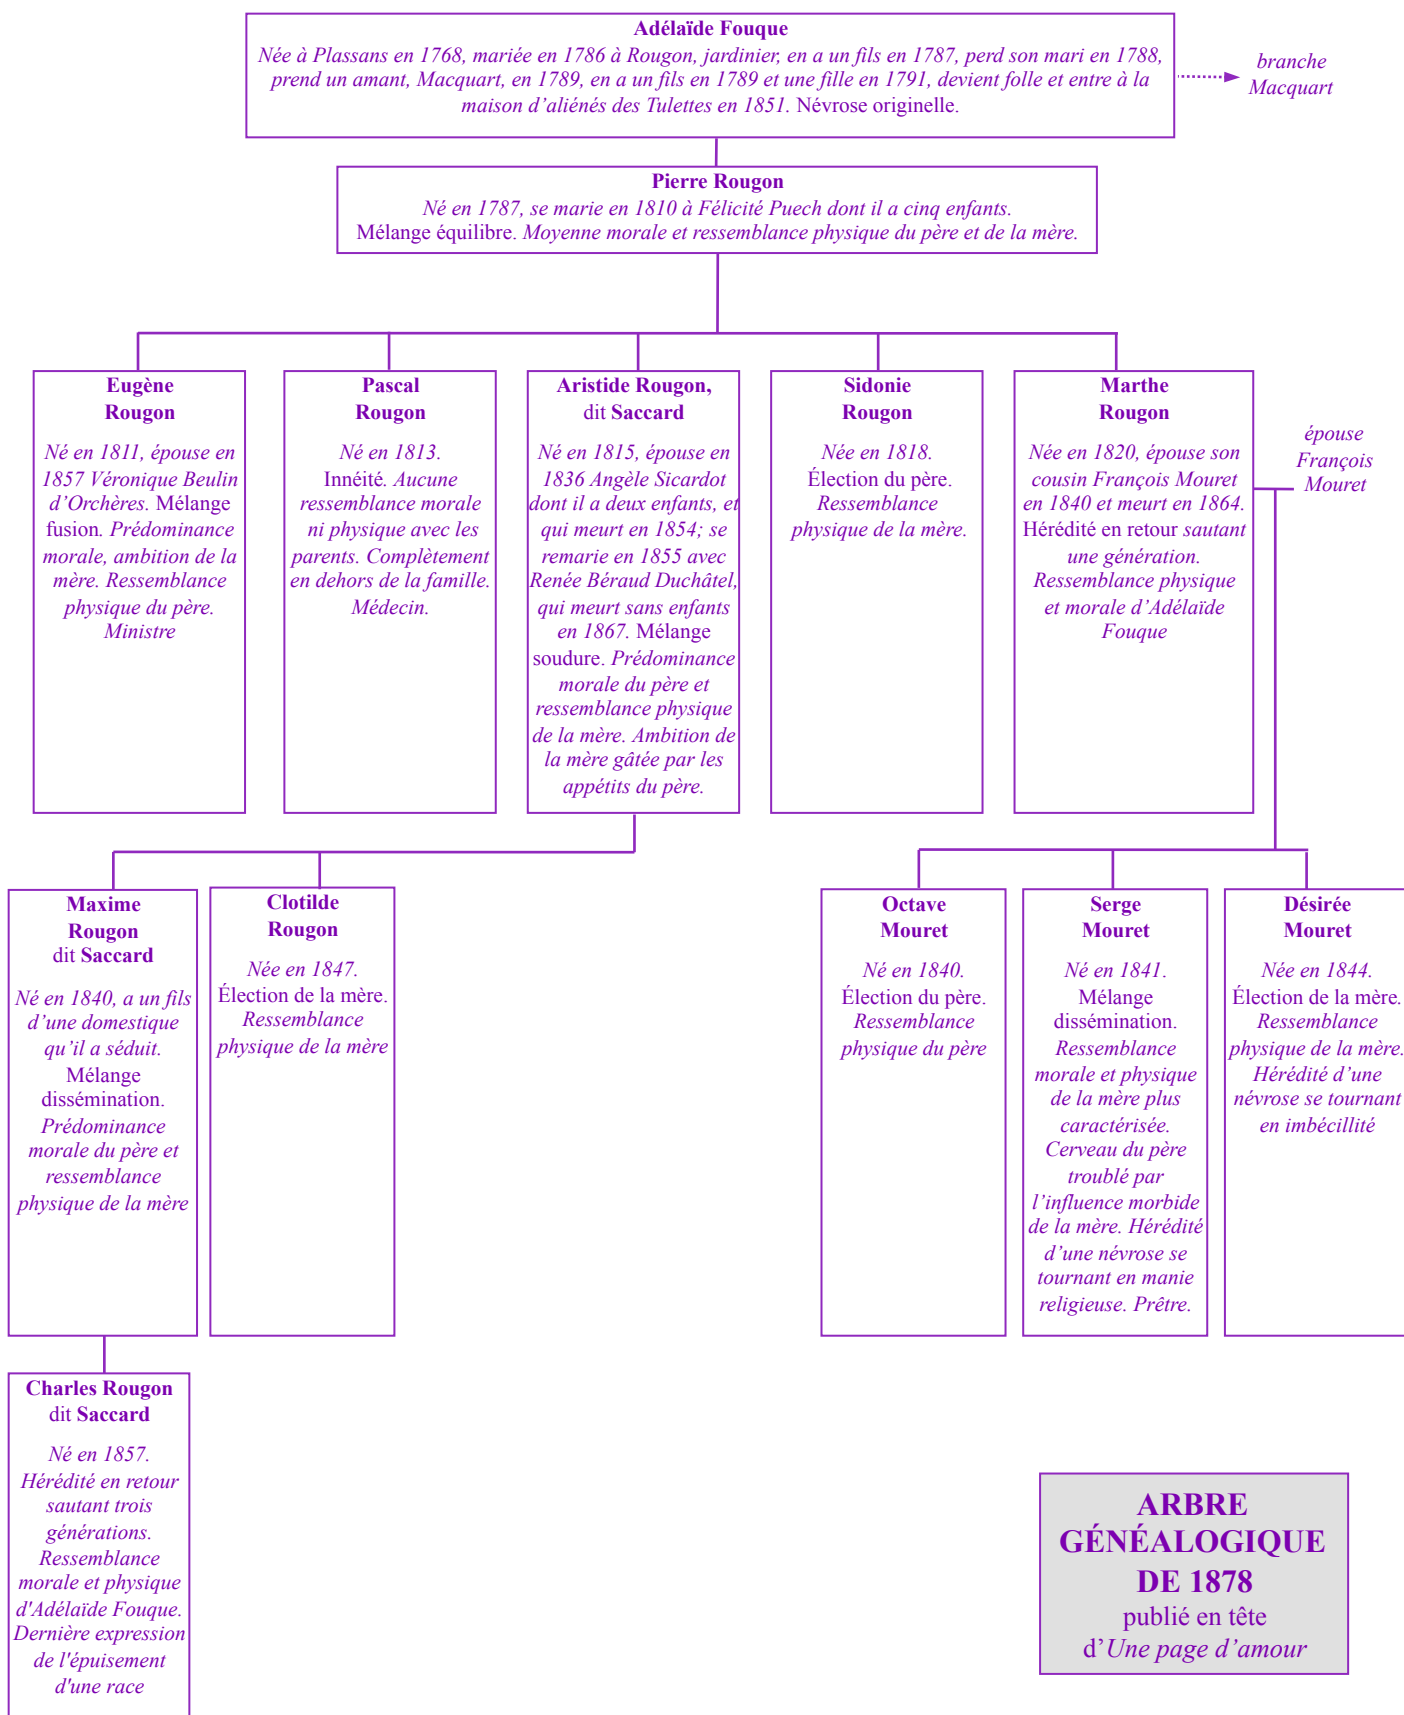 Adélaïde Fouque
Née à Plassans en 1768, mariée en 1786 à Rougon, jardinier, en a un fils en 1787, perd son mari en 1788,
prend un amant, Macquart, en 1789, en a un fils en 1789 et une fille en 1791, devient folle et entre à la
maison d’aliénés des Tulettes en 1851. Névrose originelle.
branche
Macquart
Pierre Rougon
Né en 1787, se marie en 1810 à Félicité Puech dont il a cinq enfants.
Mélange équilibre. Moyenne morale et ressemblance physique du père et de la mère.
Eugène
Rougon
Né en 1811, épouse en
1857 Véronique Beulin
d’Orchères. Mélange
fusion. Prédominance
morale, ambition de la
mère. Ressemblance
physique du père.
Ministre
Pascal
Rougon
Né en 1813.
Innéité. Aucune
ressemblance morale
ni physique avec les
parents. Complètement
en dehors de la famille.
Médecin.
Aristide Rougon,
dit Saccard
Né en 1815, épouse en
1836 Angèle Sicardot
dont il a deux enfants, et
qui meurt en 1854; se
remarie en 1855 avec
Renée Béraud Duchâtel,
qui meurt sans enfants
en 1867. Mélange
soudure. Prédominance
morale du père et
ressemblance physique
de la mère. Ambition de
la mère gâtée par les
appétits du père.
Sidonie
Rougon
Née en 1818.
Élection du père.
Ressemblance
physique de la mère.
Marthe
Rougon
Née en 1820, épouse son
cousin François Mouret
en 1840 et meurt en 1864.
Hérédité en retour sautant
une génération.
Ressemblance physique
et morale d’Adélaïde
Fouque
épouse
François
Mouret
Maxime
Rougon
dit Saccard
Né en 1840, a un fils
d’une domestique
qu’il a séduit.
Mélange
dissémination.
Prédominance
morale du père et
ressemblance
physique de la mère
Clotilde
Rougon
Née en 1847.
Élection de la mère.
Ressemblance
physique de la mère
Octave
Mouret
Né en 1840.
Élection du père.
Ressemblance
physique du père
Serge
Mouret
Né en 1841.
Mélange
dissémination.
Ressemblance
morale et physique
de la mère plus
caractérisée.
Cerveau du père
troublé par
l’influence morbide
de la mère. Hérédité
d’une névrose se
tournant en manie
religieuse. Prêtre.
Désirée
Mouret
Née en 1844.
Élection de la mère.
Ressemblance
physique de la mère.
Hérédité d’une
névrose se tournant
en imbécillité
Charles Rougon
dit Saccard
Né en 1857.
Hérédité en retour
sautant trois
générations.
Ressemblance
morale et physique
d'Adélaïde Fouque.
Dernière expression
de l'épuisement
d'une race
ARBRE
GÉNÉALOGIQUE
DE 1878
publié en tête
d’Une page d’amour